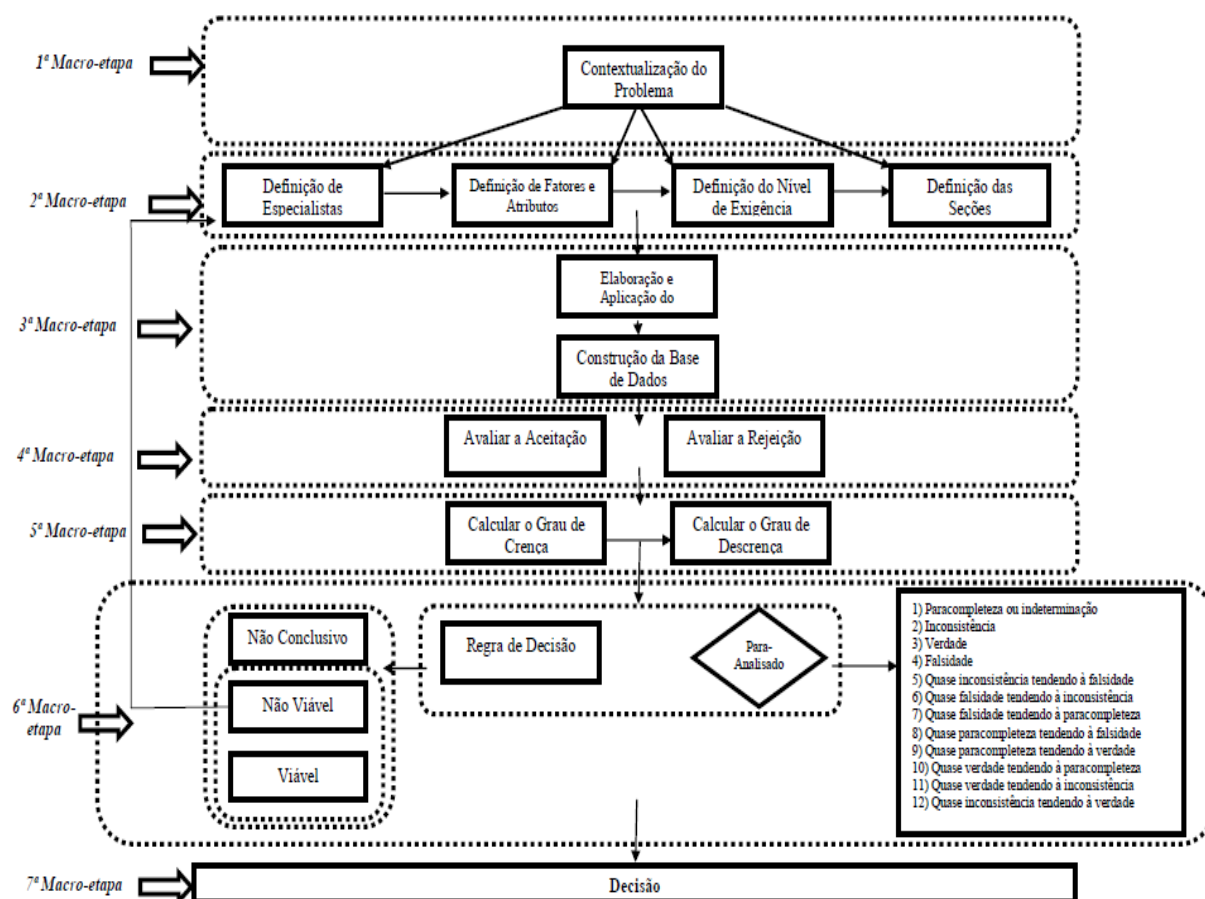 1ª Macro-etapa
Contextualização do
Problema
2ª Macro-etapa
Definição de
Especialistas
Definição de Fatores e
Atributos
Definição do Nível
de Exigência
Definição das
Seções
3ª Macro-etapa
Elaboração e
Aplicação do
Construção da Base
de Dados
4ª Macro-etapa
Avaliar a Aceitação
Avaliar a Rejeição
5ª Macro-etapa
Calcular o Grau de
Crença
Calcular o Grau de
Descrença
6ª Macro-
etapa
Não Conclusivo
Não Viável
Viável
Regra de Decisão
Para-
Analisado
1) Paracompleteza ou indeterminação
2) Inconsistência
3) Verdade
4) Falsidade
5) Quase inconsistência tendendo à falsidade
6) Quase falsidade tendendo à inconsistência
7) Quase falsidade tendendo à paracompleteza
8) Quase paracompleteza tendendo à falsidade
9) Quase paracompleteza tendendo à verdade
10) Quase verdade tendendo à paracompleteza
11) Quase verdade tendendo à inconsistência
12) Quase inconsistência tendendo à verdade
7ª Macro-etapa
Decisão